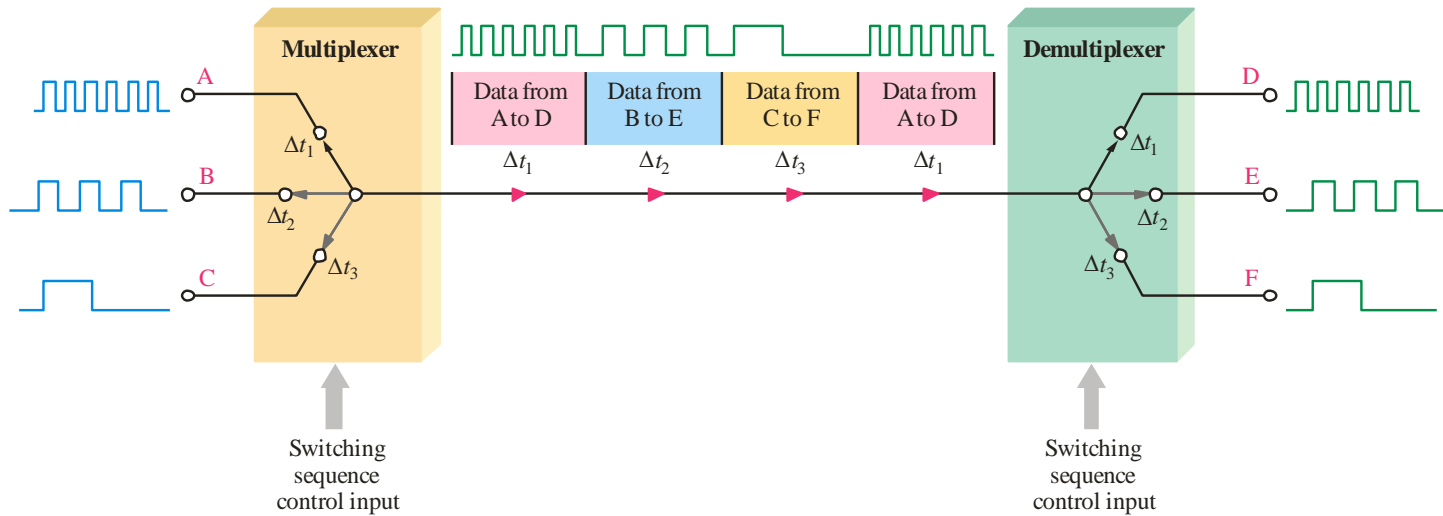 Multiplexer
Demultiplexer
A
B
C
Δt1
Δt2
Δt3
Data from
A to D
Data from
B to E
Data from
C to F
Data from
A to D
Δt1
Δt2
Δt3
Δt1
D
E
F
Δt1
Δt2
Δt3
Switching
sequence
control input
Switching
sequence
control input